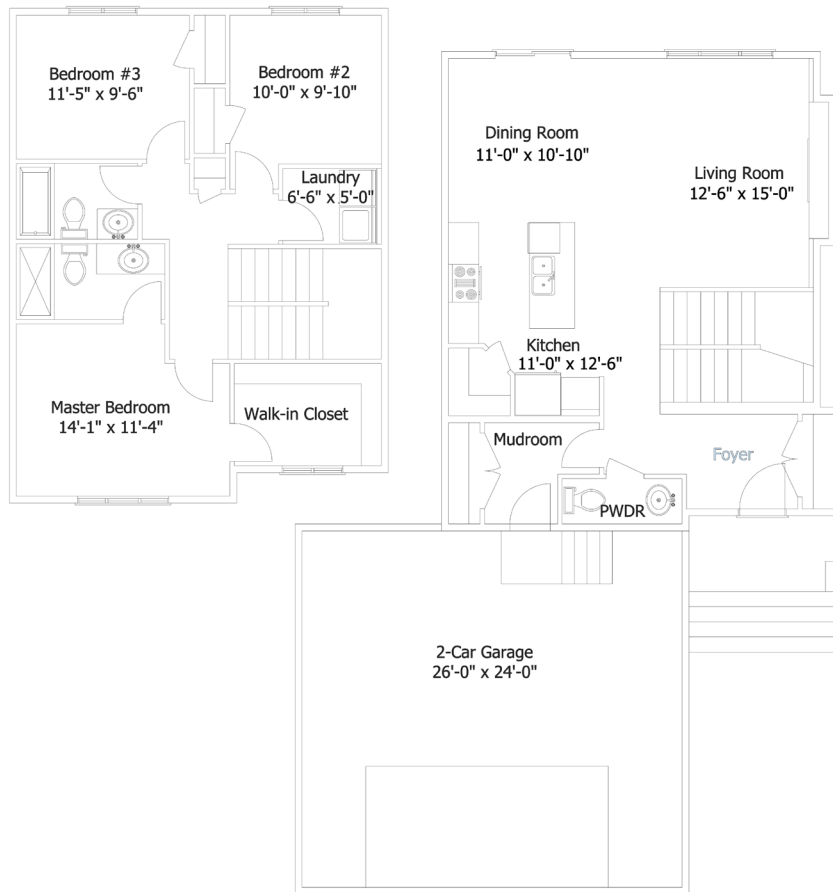 Bedroom #3
11'-5" x 9'-6"
Bedroom #2
10'-0" x 9'-10"
Laundry
6'-6" x 5'-0"
Master Bedroom
14'-1" x 11'-4"
Walk-in Closet
Dining Room
11'-0" x 10'-10"
Living Room
12'-6" x 15'-0"
Kitchen
11'-0" x 12'-6"
Mudroom
Foyer
PWDR
2-Car Garage
26'-0" x 24'-0"